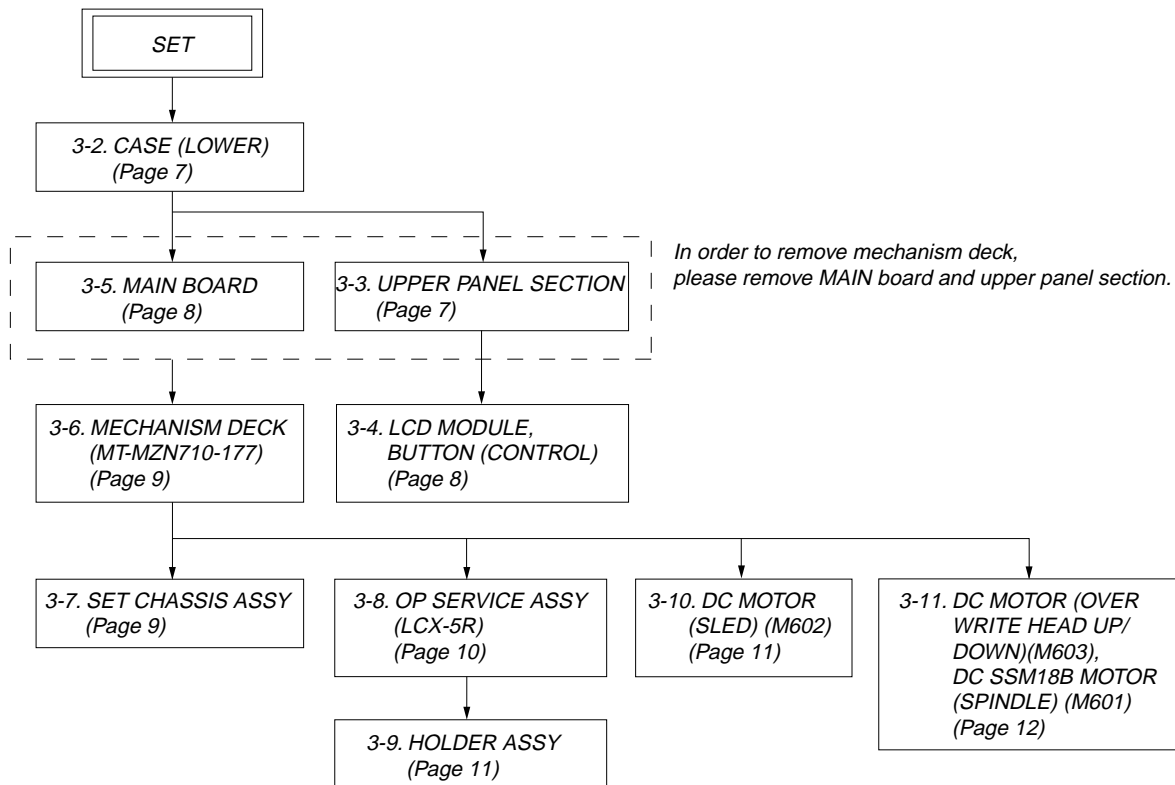 SET
3-2. CASE (LOWER)
(Page 7)
3-5. MAIN BOARD
(Page 8)
3-3. UPPER PANEL SECTION
(Page 7)
In order to remove mechanism deck,
please remove MAIN board and upper panel section.
3-6. MECHANISM DECK
(MT-MZN710-177)
(Page 9)
3-4. LCD MODULE,
BUTTON (CONTROL)
(Page 8)
3-7. SET CHASSIS ASSY
(Page 9)
3-8. OP SERVICE ASSY
(LCX-5R)
(Page 10)
3-10. DC MOTOR
(SLED) (M602)
(Page 11)
3-11. DC MOTOR (OVER
WRITE HEAD UP/
DOWN)(M603),
DC SSM18B MOTOR
(SPINDLE) (M601)
(Page 12)
3-9. HOLDER ASSY
(Page 11)